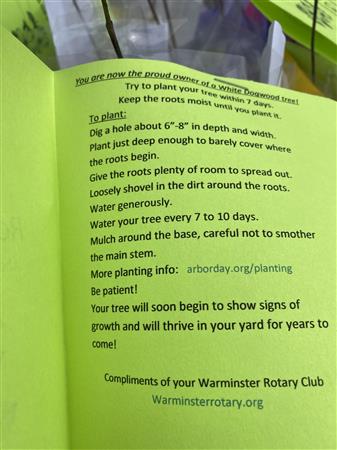 You are now the proud owner of a White Dogwood tree!
Try to plant your tree within 7 days.
Keep the roots moist until you plant it.
To plant:
Dig a hole about 6”-8” in depth and width.
Plant just deep enough to barely cover where
the roots begin.
Give the roots plenty of room to spread out.
Loosely shovel in the dirt around the roots.
Water generously.
Water your tree every 7 to 10 days.
Mulch around the base, careful not to smother
the main stem.
More planting info: arborday.org/planting
Be patient!
Your tree will soon begin to show signs of
growth and will thrive in your yard for years to
come!
Compliments of your Warminster Rotary Club
Warminsterrotary.org